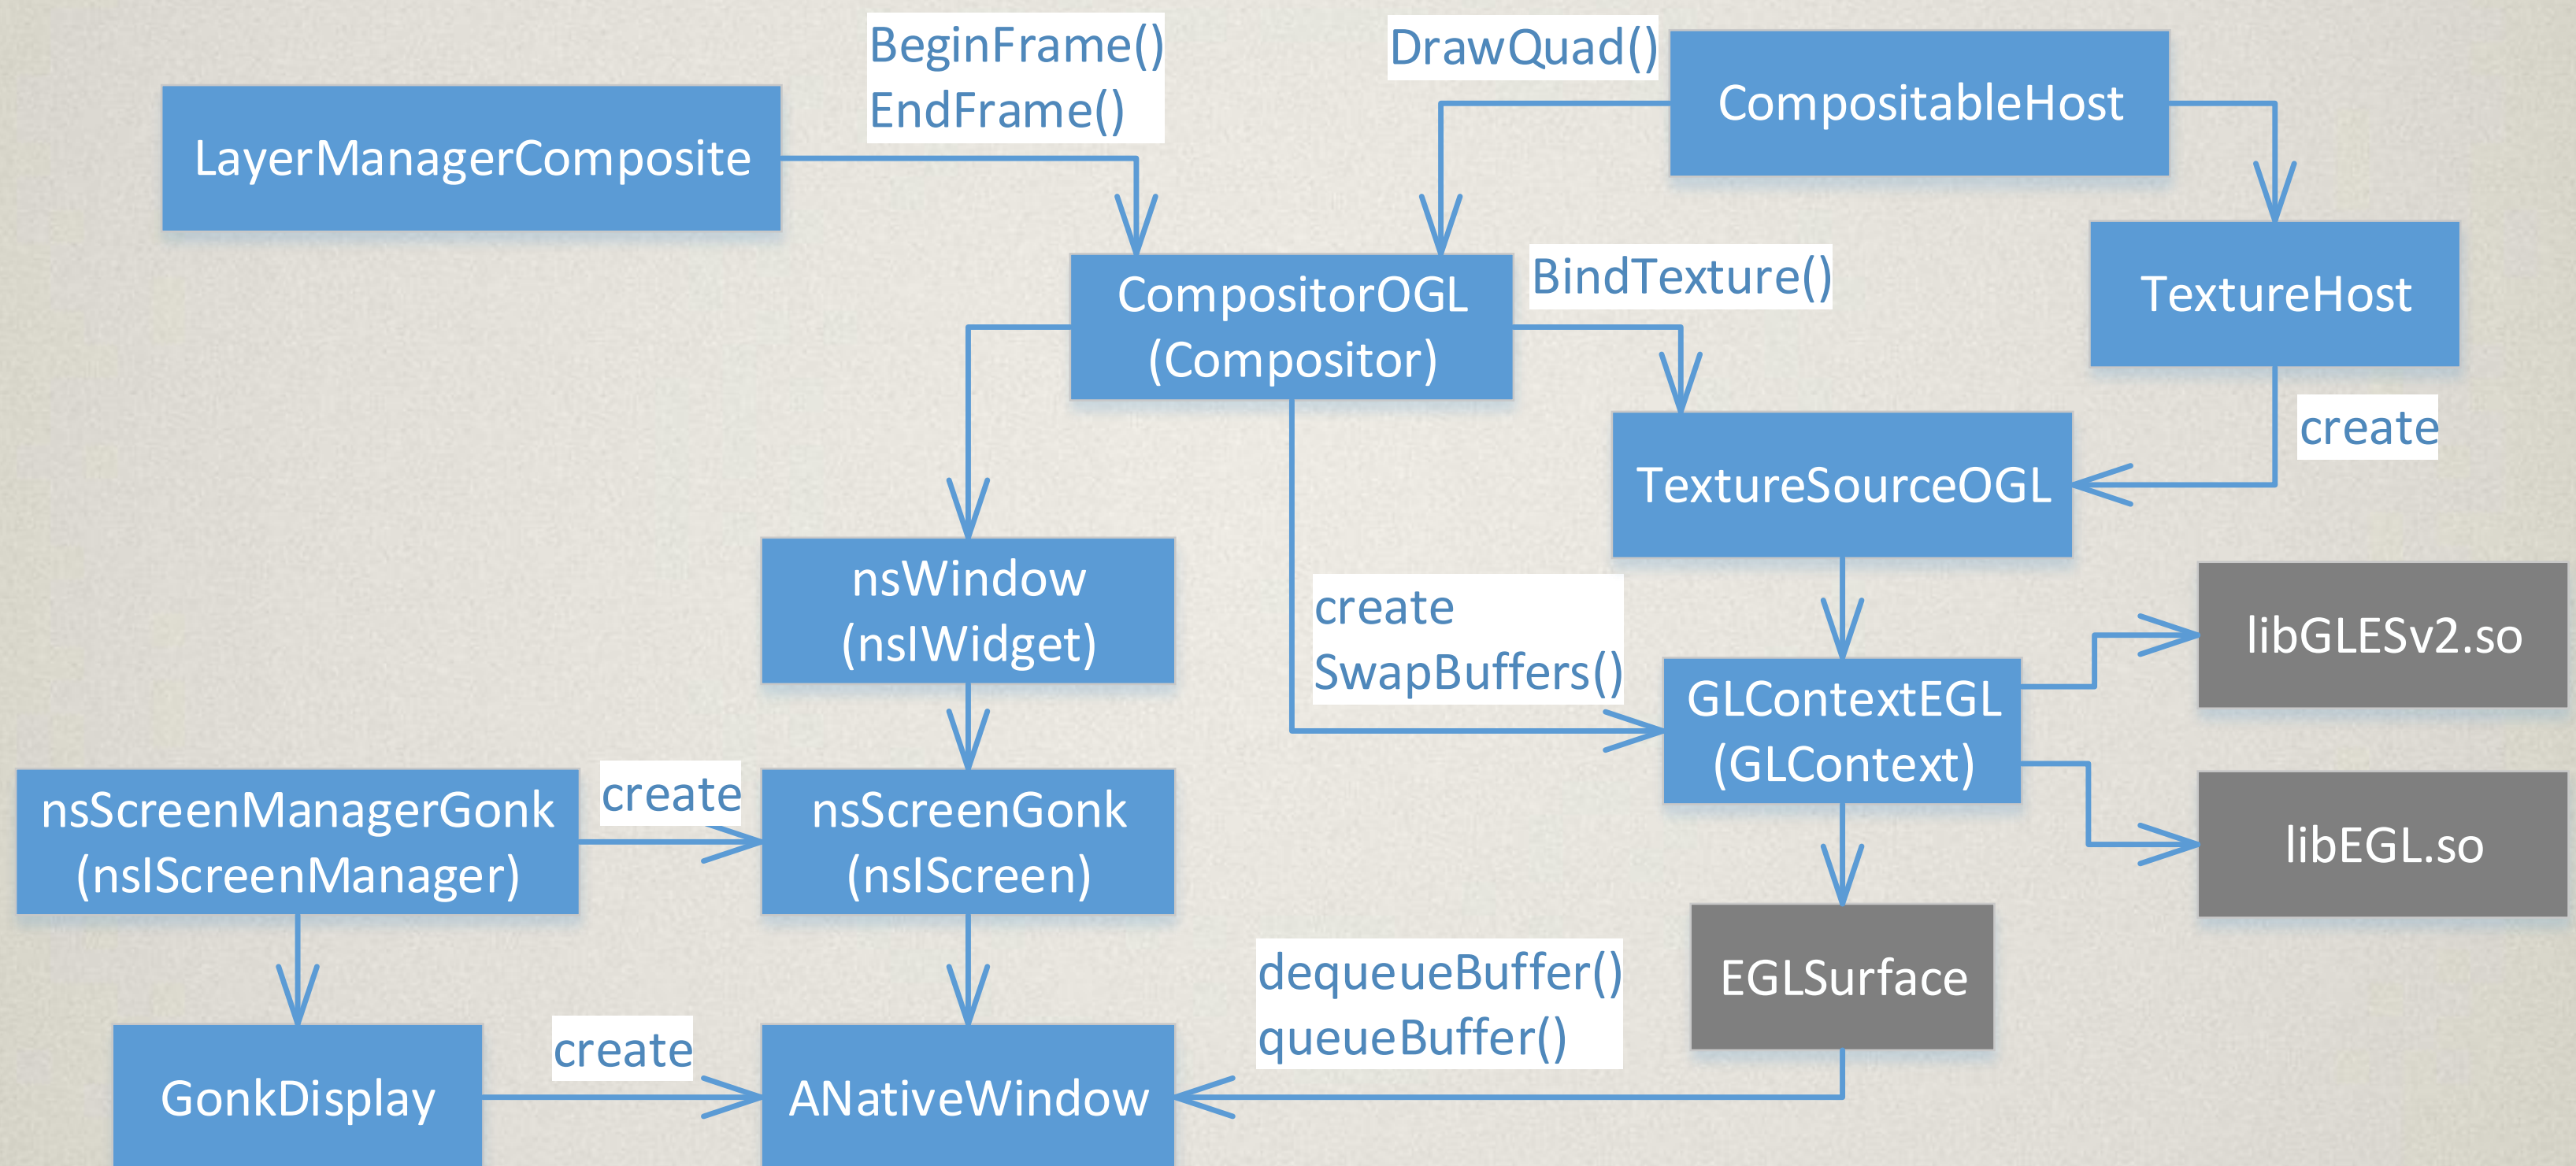 BeginFrame()
EndFrame()
DrawQuad()
CompositableHost
LayerManagerComposite
CompositorOGL
(Compositor)
BindTexture()
TextureHost
create
TextureSourceOGL
nsWindow
(nsIWidget)
create
SwapBuffers()
libGLESv2.so
GLContextEGL
(GLContext)
nsScreenManagerGonk
(nsIScreenManager)
create
nsScreenGonk
(nsIScreen)
libEGL.so
dequeueBuffer()
queueBuffer()
EGLSurface
GonkDisplay
create
ANativeWindow